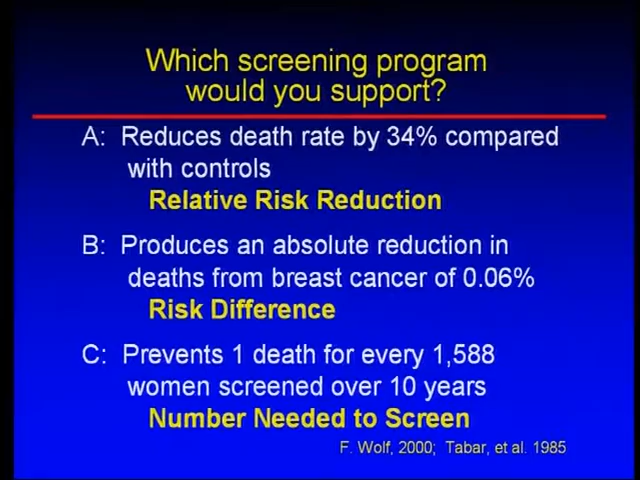 Which screening program
would you support?
A: Reduces death rate by 34% compared
with controls
Relative Risk Reduction
B: Produces an absolute reduction in
deaths from breast cancer of 0.06%
Risk Difference
C: Prevents 1 death for every 1,588
women screened over 10 years
Number Needed to Screen
F. Wolf, 2000; Tabar, et al. 1985